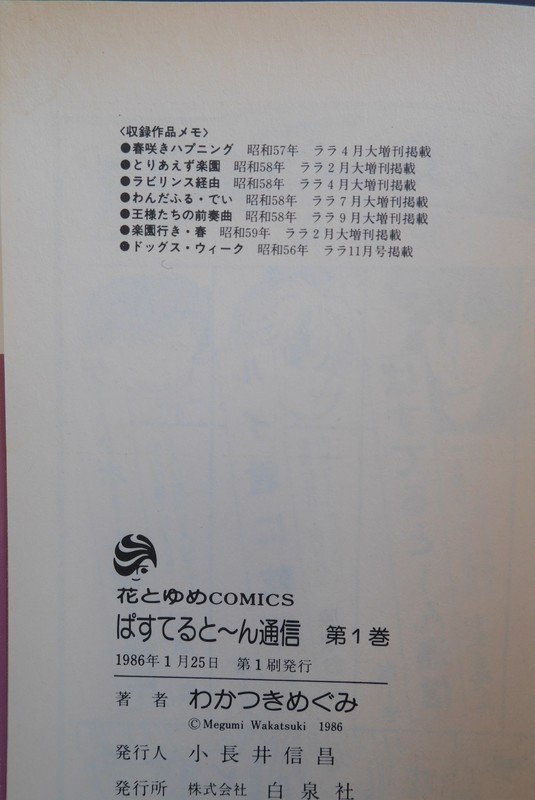 〈収録作品メモ〉
●春咲きハプニング 昭和57年 ララ4月大増刊掲載
●とりあえず楽園 昭和58年 ララ2月大増刊掲載
●ラビリンス経由 昭和58年 ララ4月大増刊掲載
●わんだふる・でい 昭和58年 ララ7月大増刊掲載
●王様たちの前奏曲 昭和58年 ララ9月大増刊掲載
●楽園行き・春 昭和59年 ララ2月大増刊掲載
●ドッグス・ウィーク 昭和56年 ララ11月号掲載
花とゆめCOMICS
ぱすてると〜ん通信 第1巻
1986年1月25日 第1刷発行
著者 わかつきめぐみ
©Megumi Wakatsuki 1986
発行人 小長井信昌
発行所 株式会社 白泉社